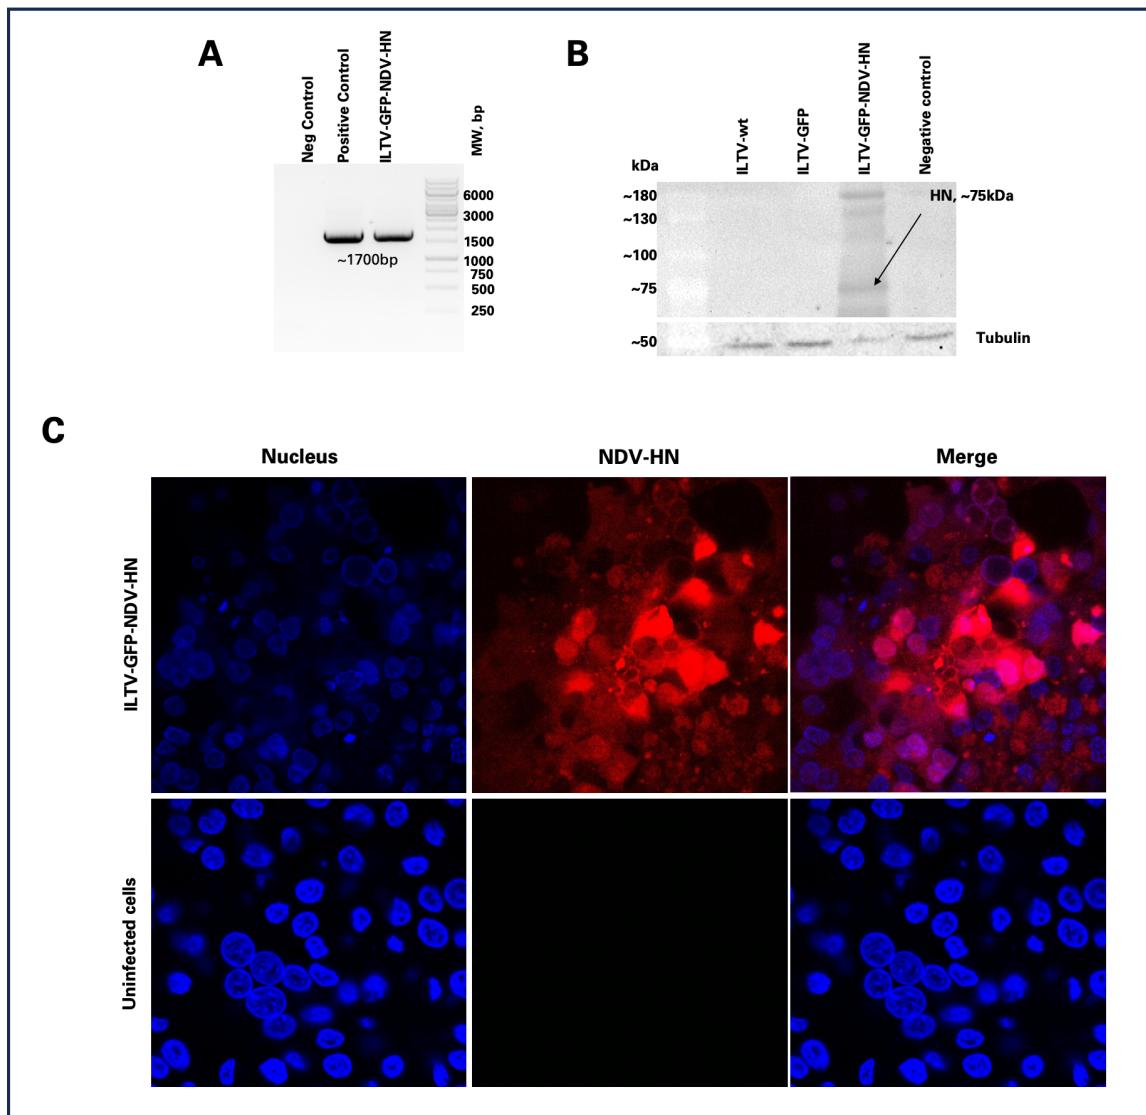 A
Neg Control
Positive Control
ILTV-GFP-NDV-HN
MW, bp
6000
3000
1500
1000
750
500
250
~1700bp
B
kDa
ILTV-wt
ILTV-GFP
ILTV-GFP-NDV-HN
Negative control
~180
~130
~100
~75
~50
HN, ~75kDa
Tubulin
C
Nucleus
NDV-HN
Merge
ILTV-GFP-NDV-HN
Uninfected cells